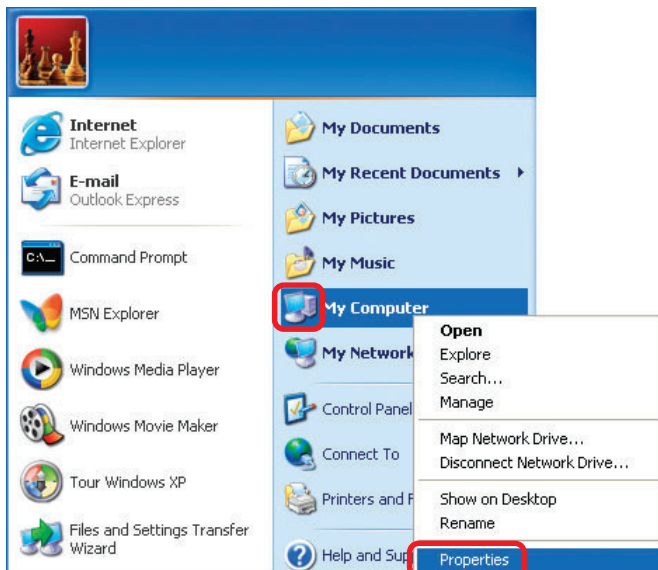 Internet
Internet Explorer
E-mail
Outlook Express
C:\_
Command Prompt
MSN Explorer
Windows Media Player
Windows Movie Maker
Tour Windows XP
Files and Settings Transfer
Wizard
My Documents
My Recent Documents
My Pictures
My Music
My Computer
My Network
Control Panel
Connect To
Printers and F
Help and Sup
Open
Explore
Search...
Manage
Map Network Drive...
Disconnect Network Drive...
Show on Desktop
Rename
Properties